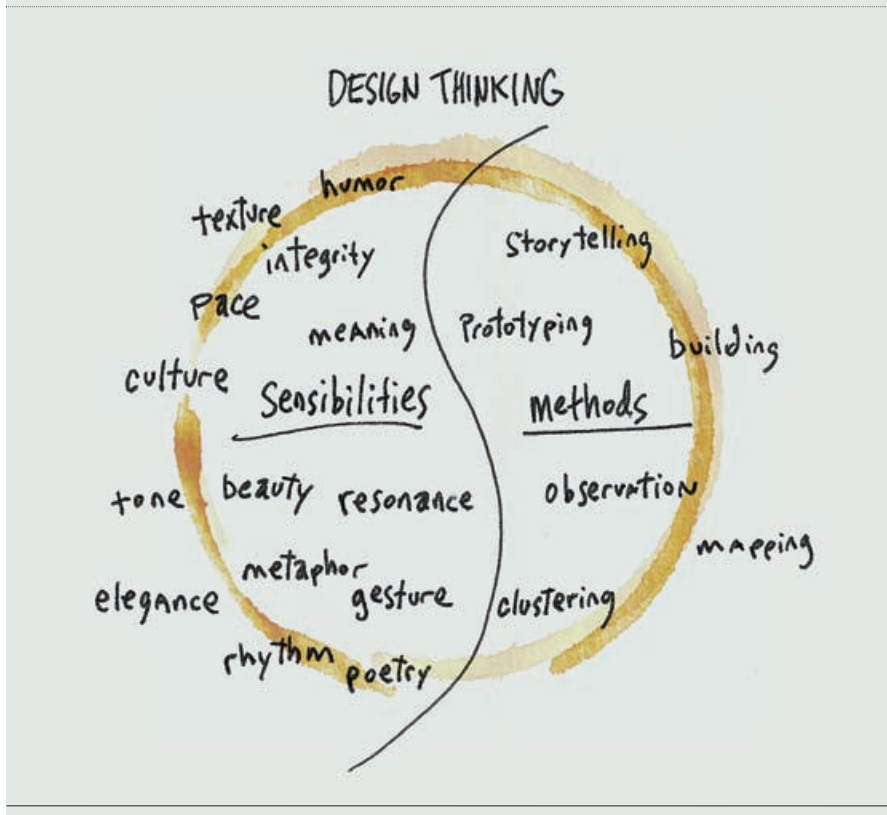 DESIGN THINKING
humor
texture
integrity
pace
meaning
culture
Sensibilities
tone
beauty
resonance
metaphor
elegance
gesture
rhythm
poetry
Storytelling
Prototyping
building
methods
observation
mapping
clustering